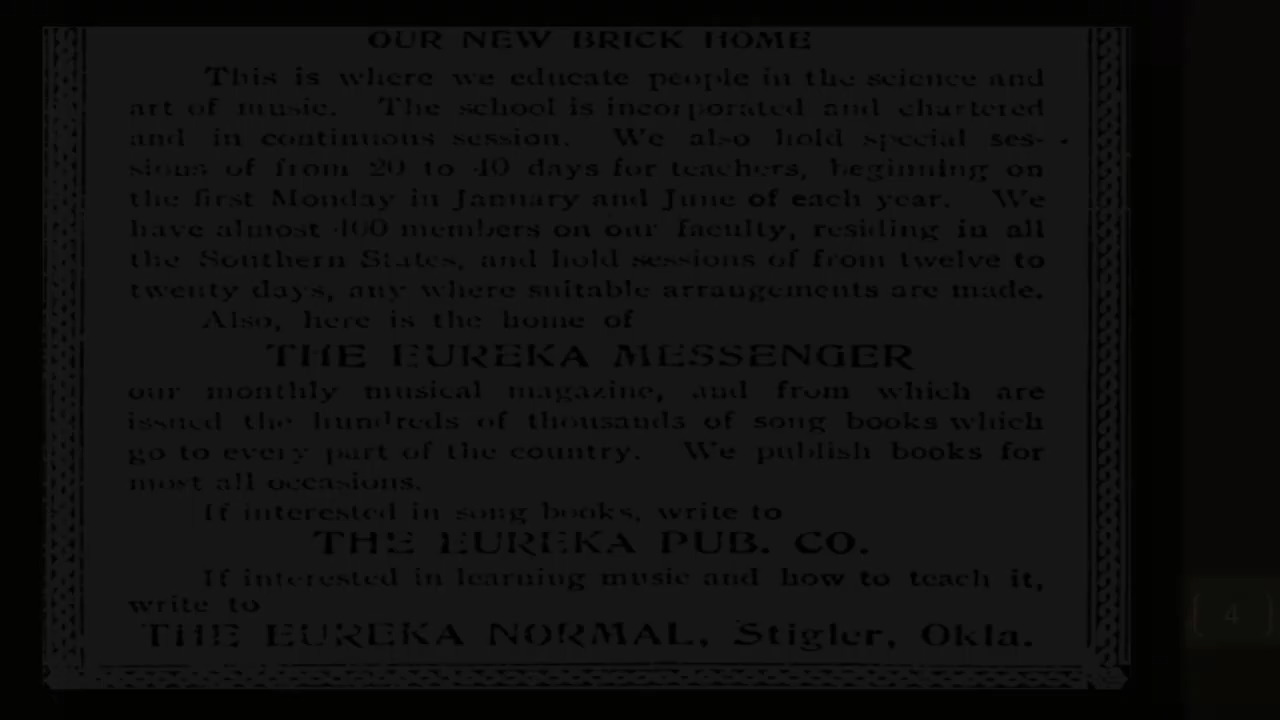 OUR NEW BRICK HOME
This is where we educate people in the science and
art of music. The school is incorporated and chartered
and in continuous session. We also hold special ses-
sions of from 20 to 40 days for teachers, beginning on
the first Monday in January and June of each year. We
have almost 400 members on our faculty, residing in all
the Southern States, and hold sessions of from twelve to
twenty days, any where suitable arrangements are made.
Also, here is the home of
THE EUREKA MESSENGER
our monthly musical magazine, and from which are
issued the hundreds of thousands of song books which
go to every part of the country. We publish books for
most all occasions.
If interested in song books, write to
THE EUREKA PUB. CO.
If interested in learning music and how to teach it,
write to
THE EUREKA NORMAL, Stigler, Okla.
4